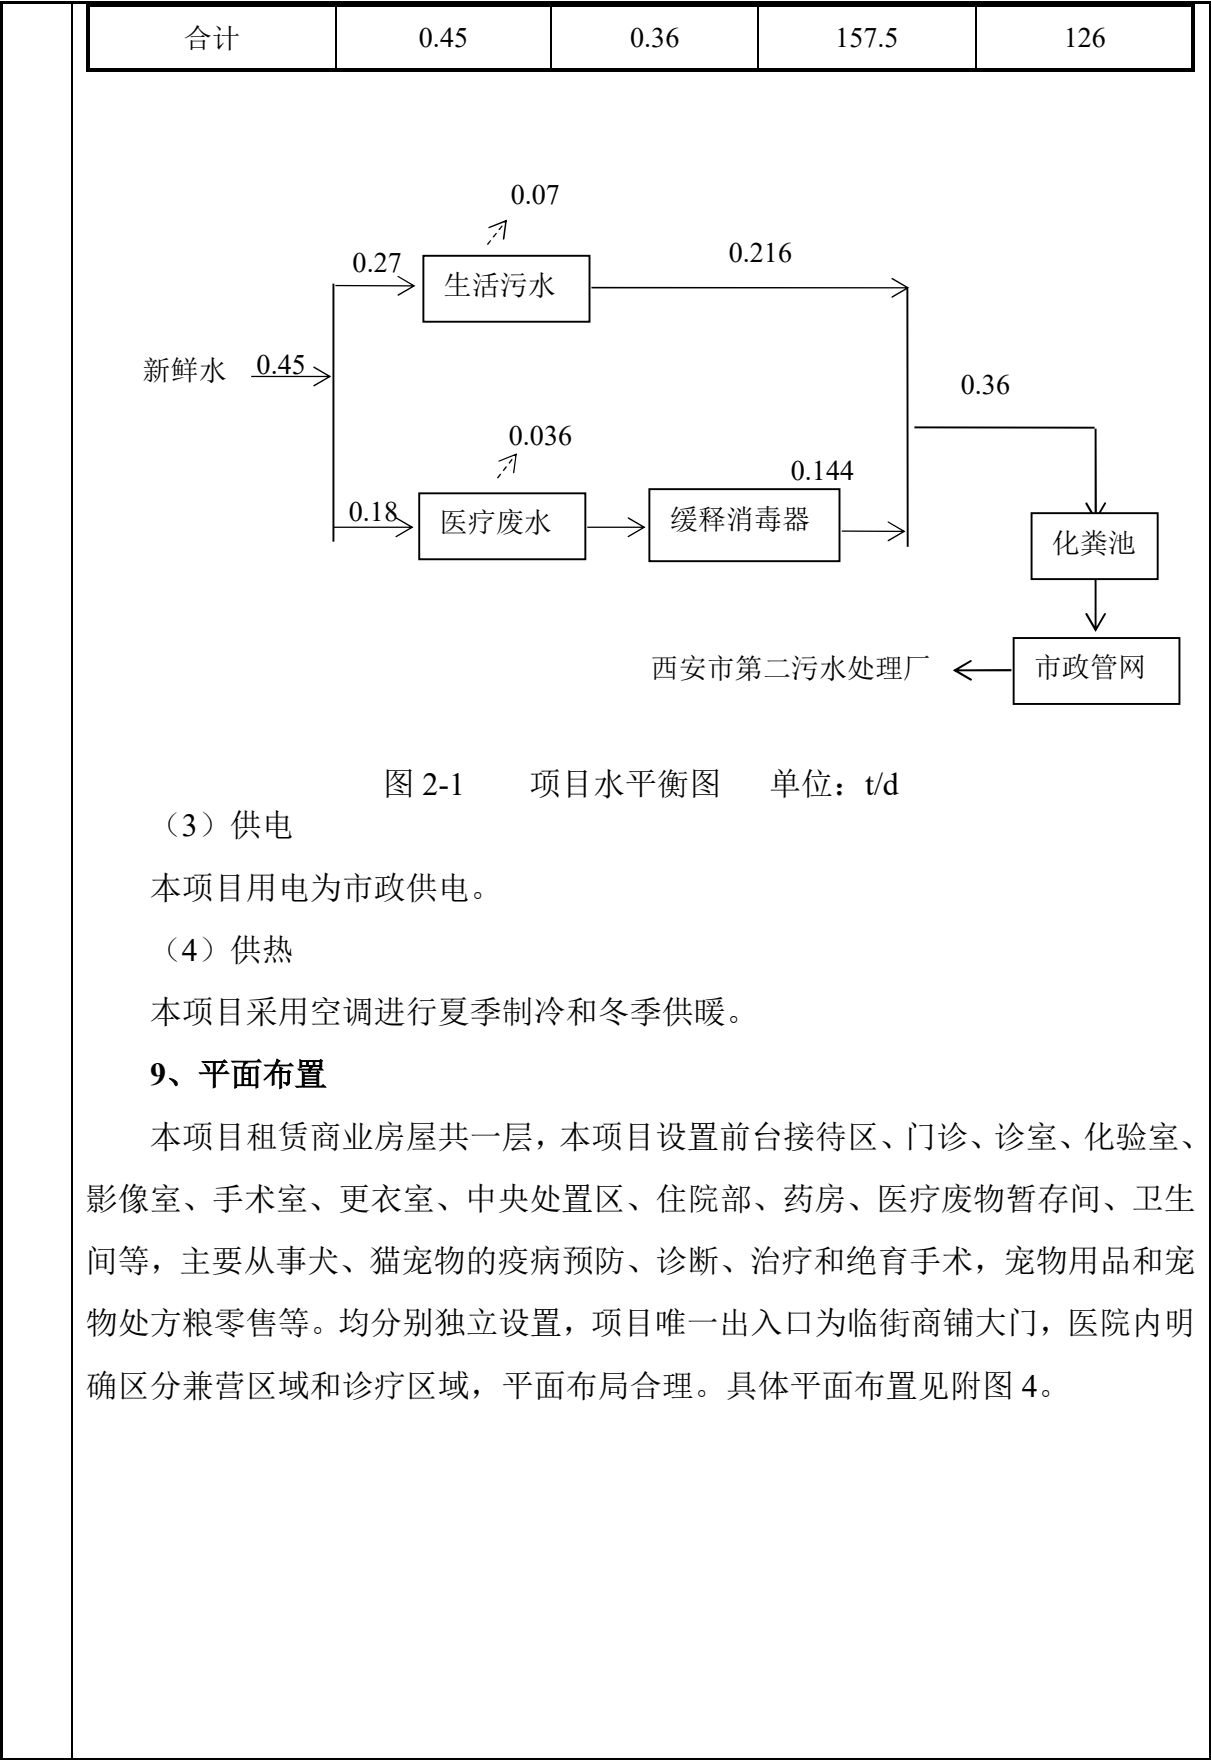 合计 0.45 0.36 157.5 126
0.07
0.27 生活污水 0.216
新鲜水 0.45
0.36
0.036
0.144
0.18 医疗废水 缓释消毒器
化粪池
西安市第二污水处理厂 市政管网
图 2-1 项目水平衡图 单位：t/d
（3）供电
本项目用电为市政供电。
（4）供热
本项目采用空调进行夏季制冷和冬季供暖。
9、平面布置
本项目租赁商业房屋共一层，本项目设置前台接待区、门诊、诊室、化验室、
影像室、手术室、更衣室、中央处置区、住院部、药房、医疗废物暂存间、卫生
间等，主要从事犬、猫宠物的疫病预防、诊断、治疗和绝育手术，宠物用品和宠
物处方粮零售等。均分别独立设置，项目唯一出入口为临街商铺大门，医院内明
确区分兼营区域和诊疗区域，平面布局合理。具体平面布置见附图 4。